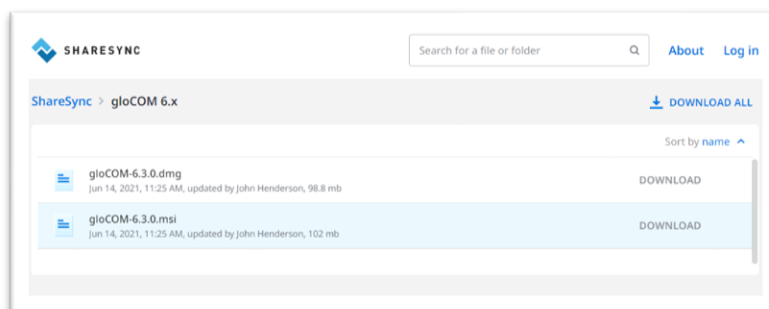 SHARESYNC
Search for a file or folder
About Log in
ShareSync > gloCOM 6.x
DOWNLOAD ALL
Sort by name
gloCOM-6.3.0.dmg
Jun 14, 2021, 11:25 AM, updated by John Henderson, 98.8 mb
DOWNLOAD
gloCOM-6.3.0.msi
Jun 14, 2021, 11:25 AM, updated by John Henderson, 102 mb
DOWNLOAD